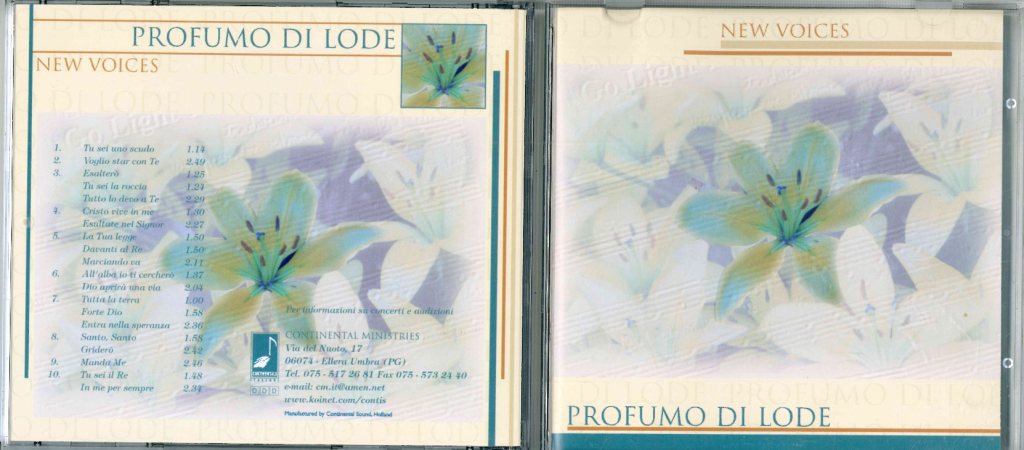 PROFUMO DI LODE
NEW VOICES
1. Tu sei uno scudo 1.14
2. Voglio star con Te 2.49
3. Esalterò 1.25
Tu sei la roccia 1.24
Tutto lo devo a Te 2.29
4. Cristo vive in me 1.30
Esultate nel Signor 2.27
5. La Tua legge 1.50
Davanti al Re 1.50
Marciando va 2.11
6. All'alba io ti cercherò 1.37
Dio aprirà una via 2.04
7. Tutta la terra 1.00
Forte Dio 1.58
Entra nella speranza 2.36
8. Santo, Santo 1.58
Griderò 2.42
9. Manda Me 2.46
10. Tu sei il Re 1.48
In me per sempre 2.34
Per informazioni su concerti e audizioni
CONTINENTAL MINISTRIES
Via del Nuoto, 17
06074 - Ellera Umbra (PG)
Tel. 075 - 517 26 81 Fax 075 - 573 24 40
e-mail: cm.it@amen.net
www.koinet.com/contis
Manufactured by Continental Sound, Holland
CONTINENTALS
DDD
Go Light
NEW VOICES
Go Light
PROFUMO DI LODE